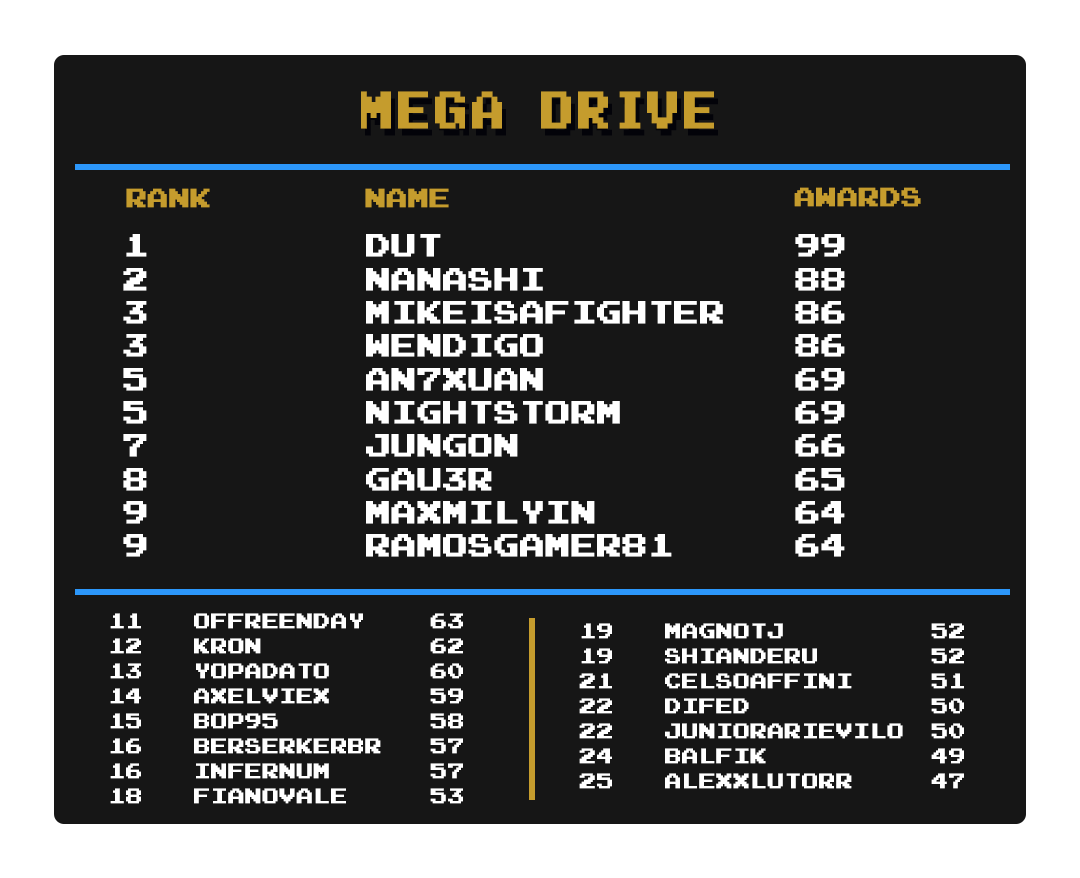 MEGA DRIVE
RANK NAME AWARDS
1 DUT 99
2 NANASHI 88
3 MIKEISAFIGHTER 86
3 WENDIGO 86
5 AN7XUAN 69
5 NIGHTSTORM 69
7 JUNGON 66
8 GAU3R 65
9 MAXMILYIN 64
9 RAMOSGAMER81 64
11 OFFREENDAY 63
12 KRON 62
13 YOPADATO 60
14 AXELVIEX 59
15 BOP95 58
16 BERSERKERBR 57
16 INFERNUM 57
18 FIANOVALE 53
19 MAGNOTJ 52
19 SHIANDERU 52
21 CELSOAFFINI 51
22 DIFED 50
22 JUNIORARIEVILO 50
24 BALFIK 49
25 ALEXXLUTORR 47